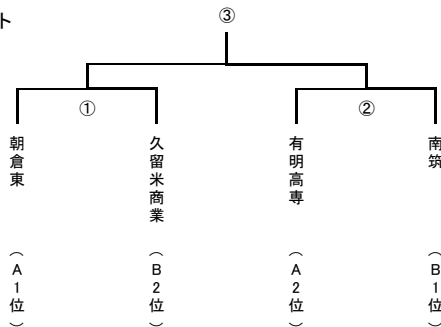 ト
③
①
②
朝倉東
久留米商業
有明高専
南筑
（A1位）
（B2位）
（A2位）
（B1位）